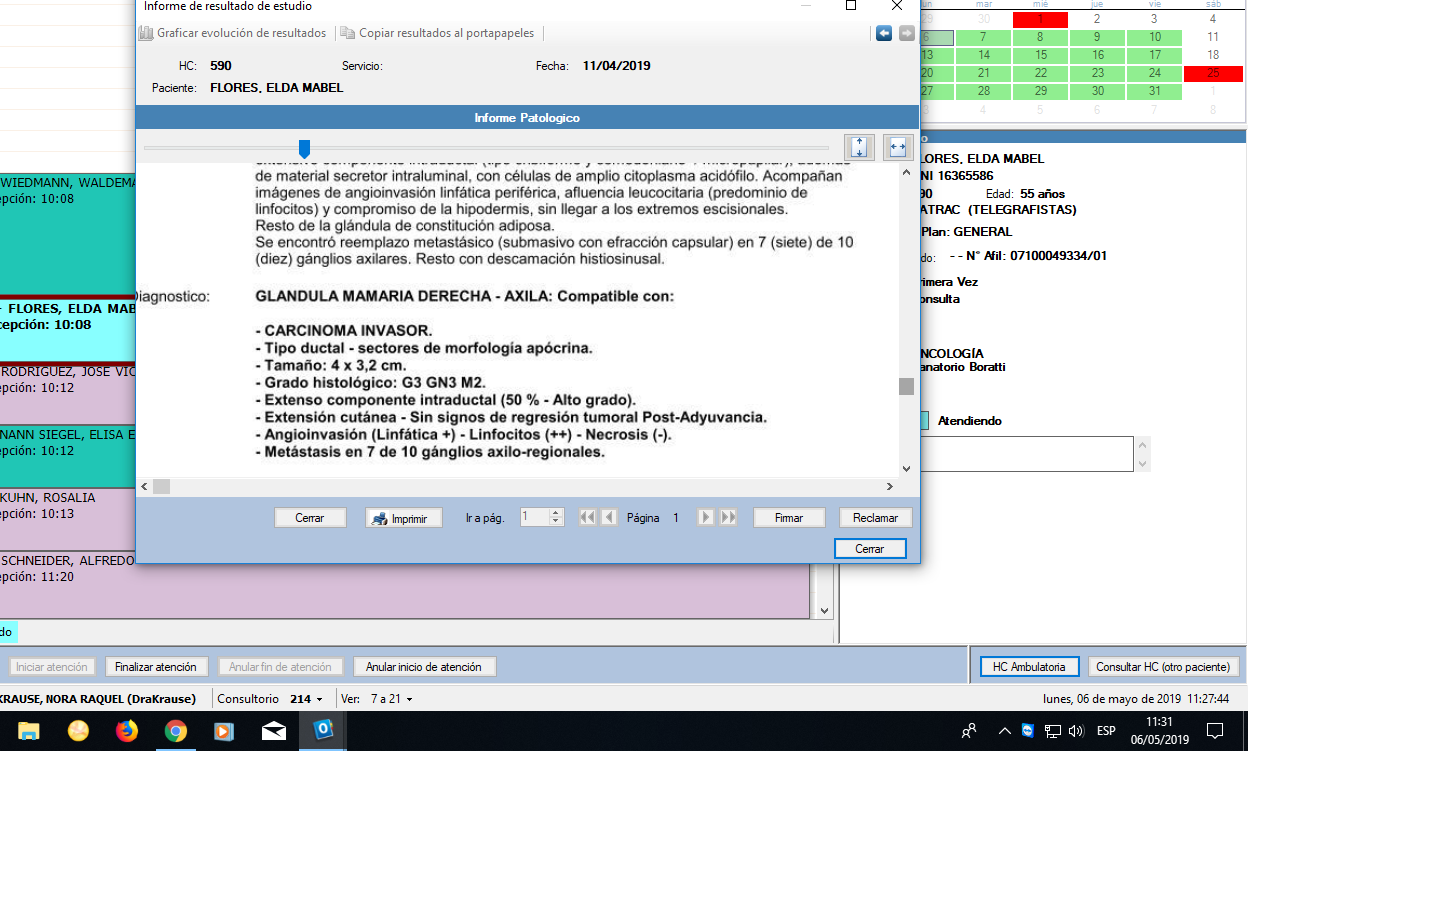 Informe de resultado de estudio
Graficar evolución de resultados
Copiar resultados al portapapeles
HC: 590
Servicio:
Fecha: 11/04/2019
Paciente: FLORES, ELDA MABEL
Informe Patologico
de material secretor intraluminal, con células de amplio citoplasma acidófilo. Acompañan
imágenes de angioinvasión linfática periférica, afluencia leucocitaria (predominio de
linfocitos) y compromiso de la hipodermis, sin llegar a los extremos escisionales.
Resto de la glándula de constitución adiposa.
Se encontró reemplazo metastásico (submasivo con efracción capsular) en 7 (siete) de 10
(diez) gánglios axilares. Resto con descamación histiosinusal.
Diagnostico: GLANDULA MAMARIA DERECHA - AXILA: Compatible con:
- CARCINOMA INVASOR.
- Tipo ductal - sectores de morfología apócrina.
- Tamaño: 4 x 3,2 cm.
- Grado histológico: G3 GN3 M2.
- Extenso componente intraductal (50 % - Alto grado).
- Extensión cutánea - Sin signos de regresión tumoral Post-Adyuvancia.
- Angioinvasión (Linfática +) - Linfocitos (++) - Necrosis (-).
- Metástasis en 7 de 10 gánglios axilo-regionales.
Cerrar
Imprimir
Ir a pág. 1
Página 1
Firmar
Reclamar
Cerrar
WIEDMANN, WALDEMA
epción: 10:08
- FLORES, ELDA MAB
cepción: 10:08
RODRIGUEZ, JOSE VIC
epción: 10:12
NANN SIEGEL, ELISA E
epción: 10:12
KUHN, ROSALIA
epción: 10:13
SCHNEIDER, ALFREDO
epción: 11:20
do
un mar mié jue vie sáb
29 30 1 2 3 4
6 7 8 9 10 11
13 14 15 16 17 18
20 21 22 23 24 25
27 28 29 30 31 1
3 4 5 6 7 8
o
LORES, ELDA MABEL
NI 16365586
90 Edad: 55 años
ATRAC (TELEGRAFISTAS)
Plan: GENERAL
do: - - N° Afil: 07100049334/01
rimera Vez
onsulta
NCOLOGÍA
anatorio Boratti
Atendiendo
Iniciar atención
Finalizar atención
Anular fin de atención
Anular inicio de atención
HC Ambulatoria
Consultar HC (otro paciente)
KRAUSE, NORA RAQUEL (DraKrause)
Consultorio 214
Ver: 7 a 21
lunes, 06 de mayo de 2019 11:27:44
ESP
11:31
06/05/2019